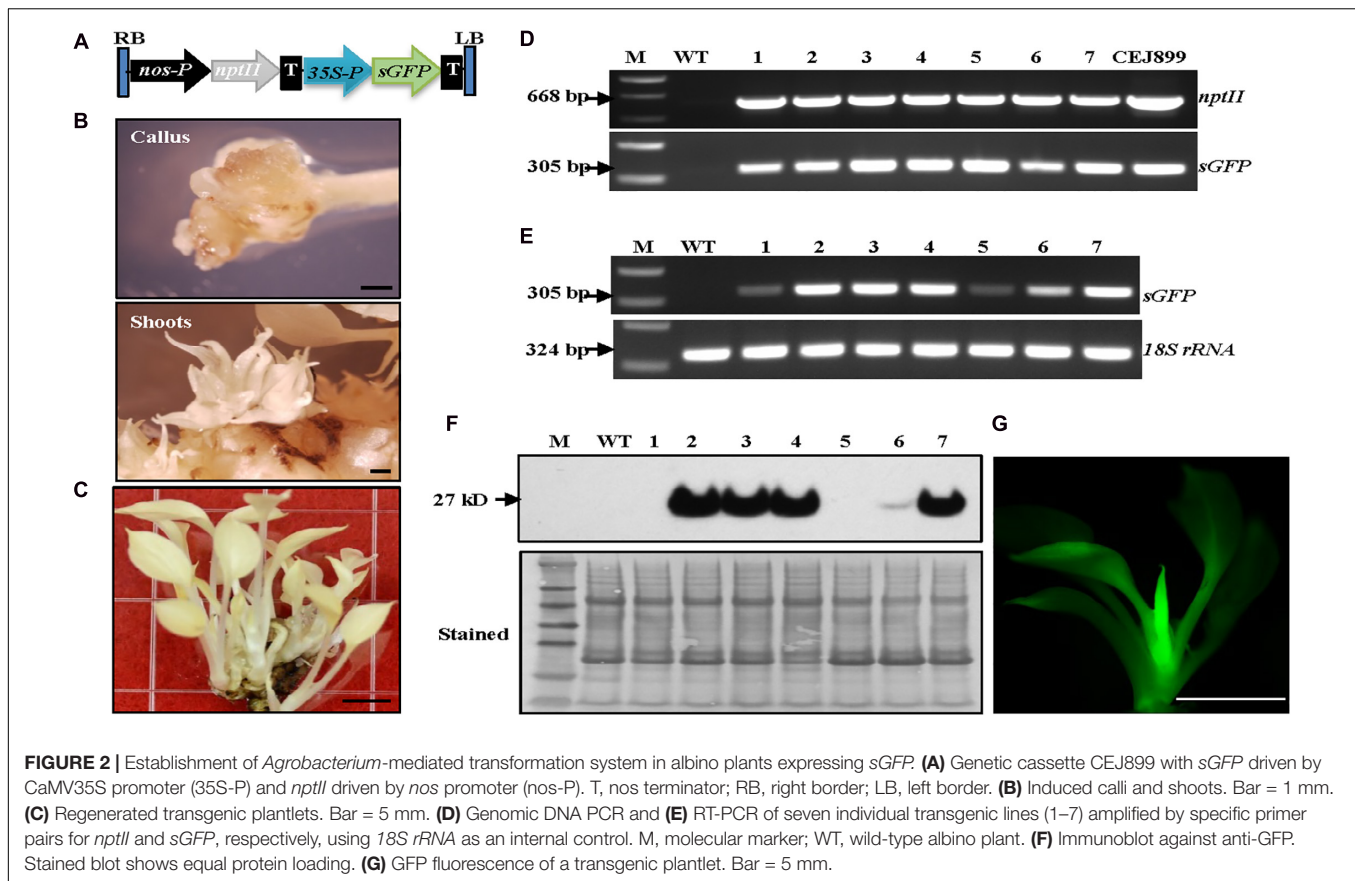 A
RB
LB
nos-P nptII T 35S-P sGFP T
B
Callus
Shoots
C
D
M WT 1 2 3 4 5 6 7 CEJ899
668 bp
nptII
305 bp
sGFP
E
M WT 1 2 3 4 5 6 7
305 bp
sGFP
324 bp
18S rRNA
F
M WT 1 2 3 4 5 6 7
27 kD
Stained
G
FIGURE 2 | Establishment of Agrobacterium-mediated transformation system in albino plants expressing sGFP. (A) Genetic cassette CEJ899 with sGFP driven by
CaMV35S promoter (35S-P) and nptII driven by nos promoter (nos-P). T, nos terminator; RB, right border; LB, left border. (B) Induced calli and shoots. Bar = 1 mm.
(C) Regenerated transgenic plantlets. Bar = 5 mm. (D) Genomic DNA PCR and (E) RT-PCR of seven individual transgenic lines (1–7) amplified by specific primer
pairs for nptII and sGFP, respectively, using 18S rRNA as an internal control. M, molecular marker; WT, wild-type albino plant. (F) Immunoblot against anti-GFP.
Stained blot shows equal protein loading. (G) GFP fluorescence of a transgenic plantlet. Bar = 5 mm.